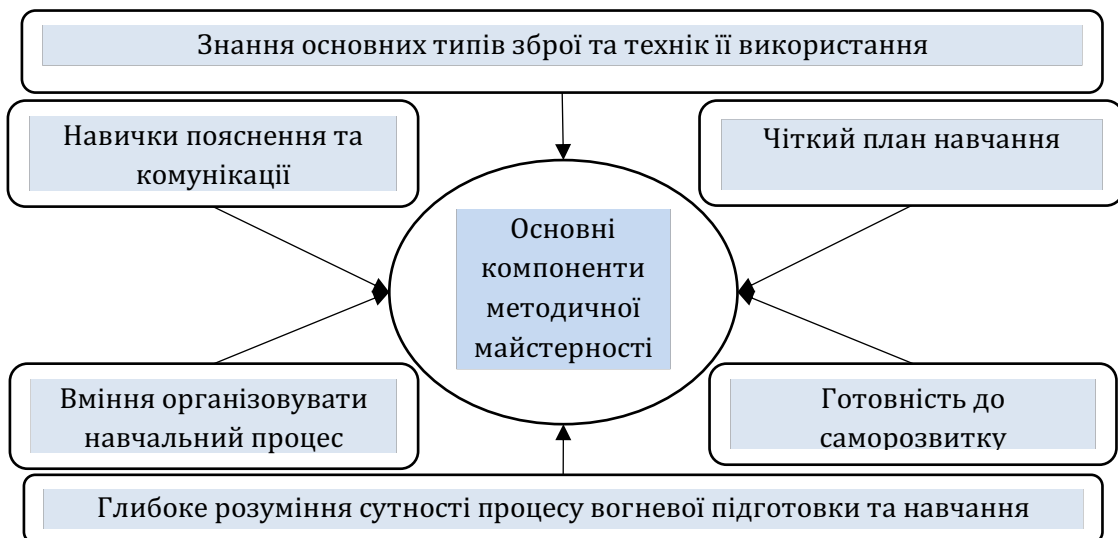 Знання основних типів зброї та технік її використання
Навички пояснення та
комунікації
Чіткий план навчання
Основні
компоненти
методичної
майстерності
Вміння організовувати
навчальний процес
Готовність до
саморозвитку
Глибоке розуміння сутності процесу вогневої підготовки та навчання